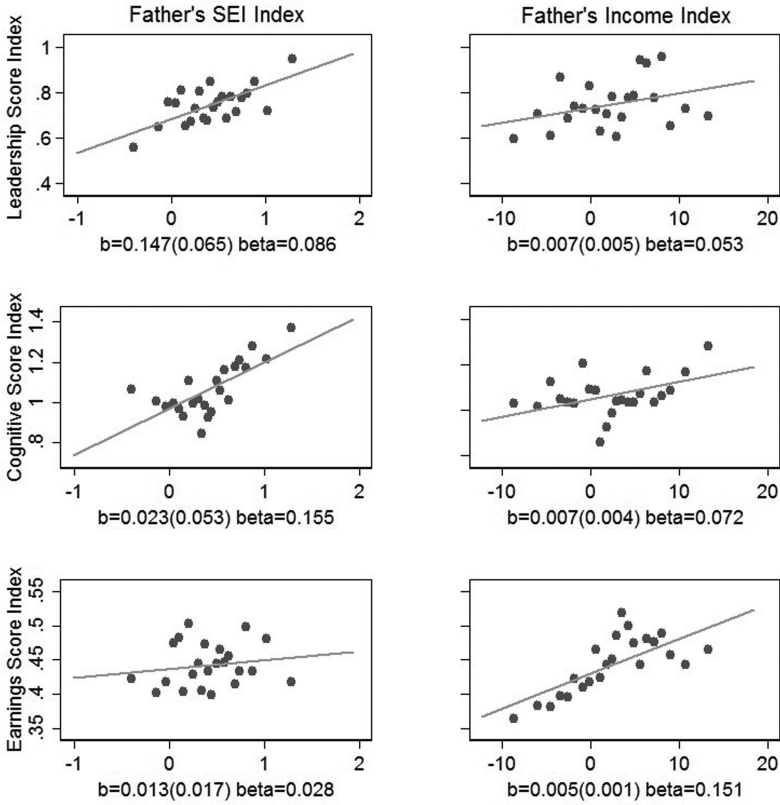 Father's SEI Index
Father's Income Index
Leadership Score Index
1
.8
.6
.4
-1 0 1 2
b=0.147(0.065) beta=0.086
-10 0 10 20
b=0.007(0.005) beta=0.053
Cognitive Score Index
1.4
1.2
1
.8
-1 0 1 2
b=0.023(0.053) beta=0.155
-10 0 10 20
b=0.007(0.004) beta=0.072
Earnings Score Index
.55
.5
.45
.4
.35
-1 0 1 2
b=0.013(0.017) beta=0.028
-10 0 10 20
b=0.005(0.001) beta=0.151